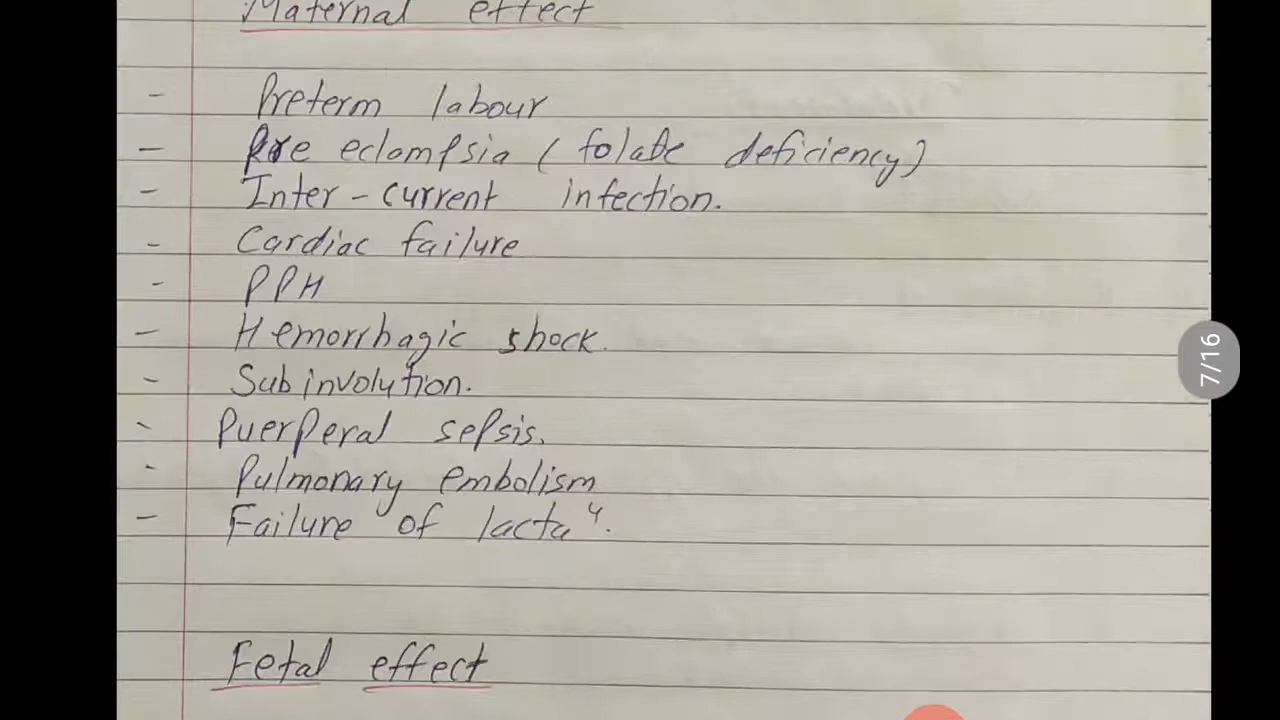 Maternal effect
- Preterm labour
- Pre eclampsia ( folate deficiency )
- Inter - current infection.
- Cardiac failure
- PPH
- Hemorrhagic shock.
- Sub involution.
- Puerperal sepsis.
- Pulmonary embolism
- Failure of lactaⁿ.
7/16
Fetal effect